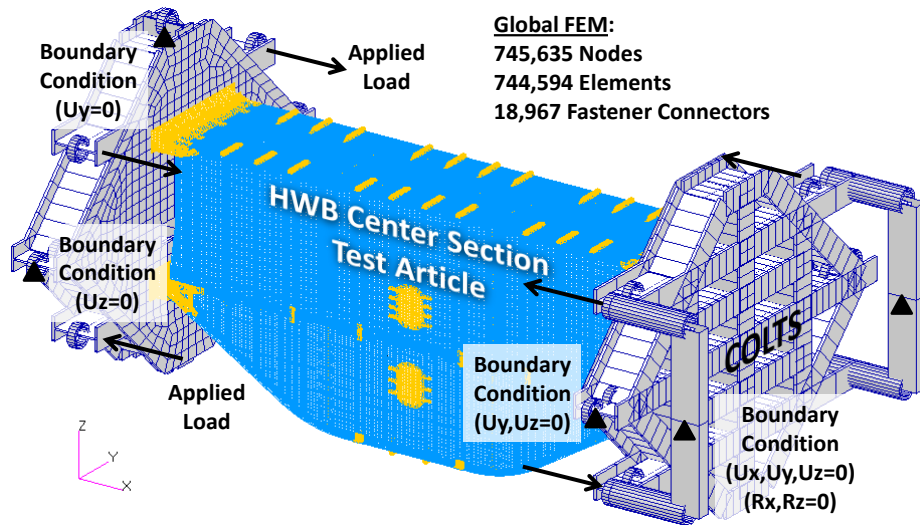 Global FEM:
745,635 Nodes
744,594 Elements
18,967 Fastener Connectors
Boundary
Condition
(Uy=0)
Applied
Load
HWB Center Section
Test Article
Boundary
Condition
(Uz=0)
COLTS
Applied
Load
Boundary
Condition
(Uy,Uz=0)
Boundary
Condition
(Ux,Uy,Uz=0)
(Rx,Rz=0)
Z
Y
X